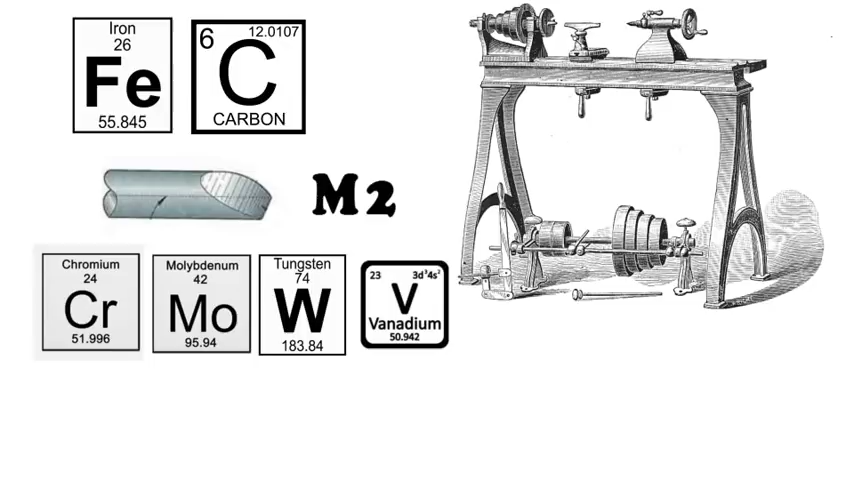 Iron
26
Fe
55.845
6
12.0107
C
CARBON
M2
Chromium
24
Cr
51.996
Molybdenum
42
Mo
95.94
Tungsten
74
W
183.84
23
3d³4s²
V
Vanadium
50.942